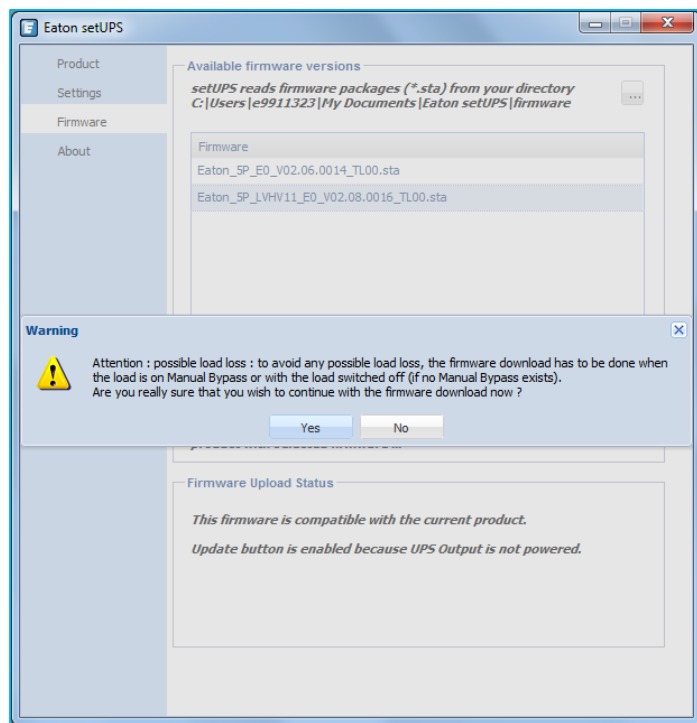 Eaton setUPS
Product
Settings
Firmware
About
Available firmware versions
setUPS reads firmware packages (*.sta) from your directory
C:|Users|e9911323|My Documents|Eaton setUPS|firmware
...
Firmware
Eaton_5P_E0_V02.06.0014_TL00.sta
Eaton_5P_LVHV11_E0_V02.08.0016_TL00.sta
Warning
Attention : possible load loss : to avoid any possible load loss, the firmware download has to be done when
the load is on Manual Bypass or with the load switched off (if no Manual Bypass exists).
Are you really sure that you wish to continue with the firmware download now ?
Yes
No
Firmware Upload Status
This firmware is compatible with the current product.
Update button is enabled because UPS Output is not powered.